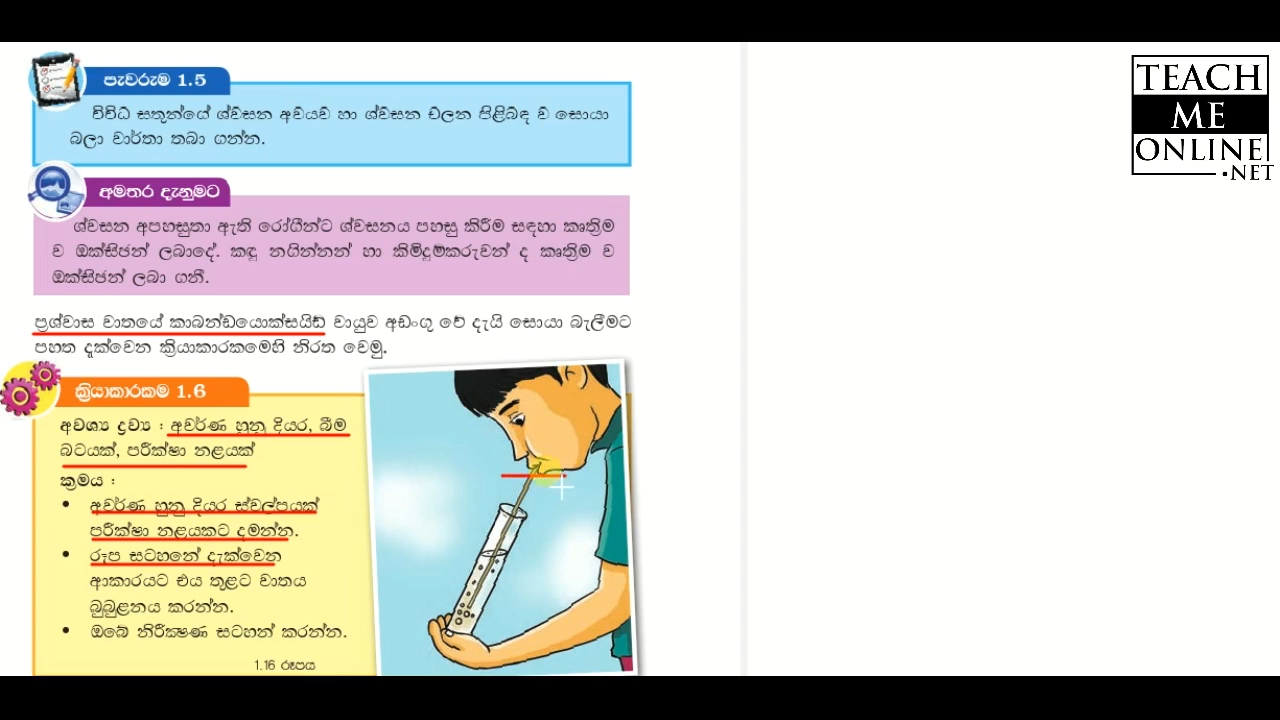 පැවරුම 1.5
විවිධ සතුන්ගේ ශ්වසන අවයව හා ශ්වසන චලන පිළිබඳ ව සොයා
බලා වාර්තා තබා ගන්න.
අමතර දැනුමට
ශ්වසන අපහසුතා ඇති රෝගීන්ට ශ්වසනය පහසු කිරීම සඳහා කෘත්‍රිම
ව ඔක්සිජන් ලබාදේ. කඳු නගින්නන් හා කිමිදුම්කරුවන් ද කෘත්‍රිම ව
ඔක්සිජන් ලබා ගනී.
ප්‍රශ්වාස වාතයේ කාබන්ඩයොක්සයිඩ් වායුව අඩංගු වේ දැයි සොයා බැලීමට
පහත දැක්වෙන ක්‍රියාකාරකමෙහි නිරත වෙමු.
ක්‍රියාකාරකම 1.6
අවශ්‍ය ද්‍රව්‍ය : අවර්ණ හුනු දියර, බීම
බටයක්, පරීක්ෂා නළයක්
ක්‍රමය :
• අවර්ණ හුනු දියර ස්වල්පයක්
පරීක්ෂා නළයකට දමන්න.
• රූප සටහනේ දැක්වෙන
ආකාරයට එය තුළට වාතය
බුබුළනය කරන්න.
• ඔබේ නිරීක්ෂණ සටහන් කරන්න.
1.16 රූපය
TEACH
ME
ONLINE
.NET